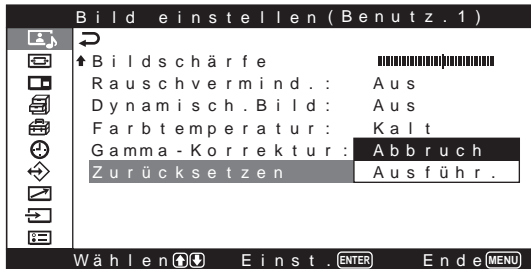 Bild einstellen(Benutz.1)
Bildschärfe
Rauschvermind.: Aus
Dynamisch.Bild: Aus
Farbtemperatur: Kalt
Gamma-Korrektur: Abbruch
Zurücksetzen Ausführ.
Wählen Einst. ENTER Ende MENU